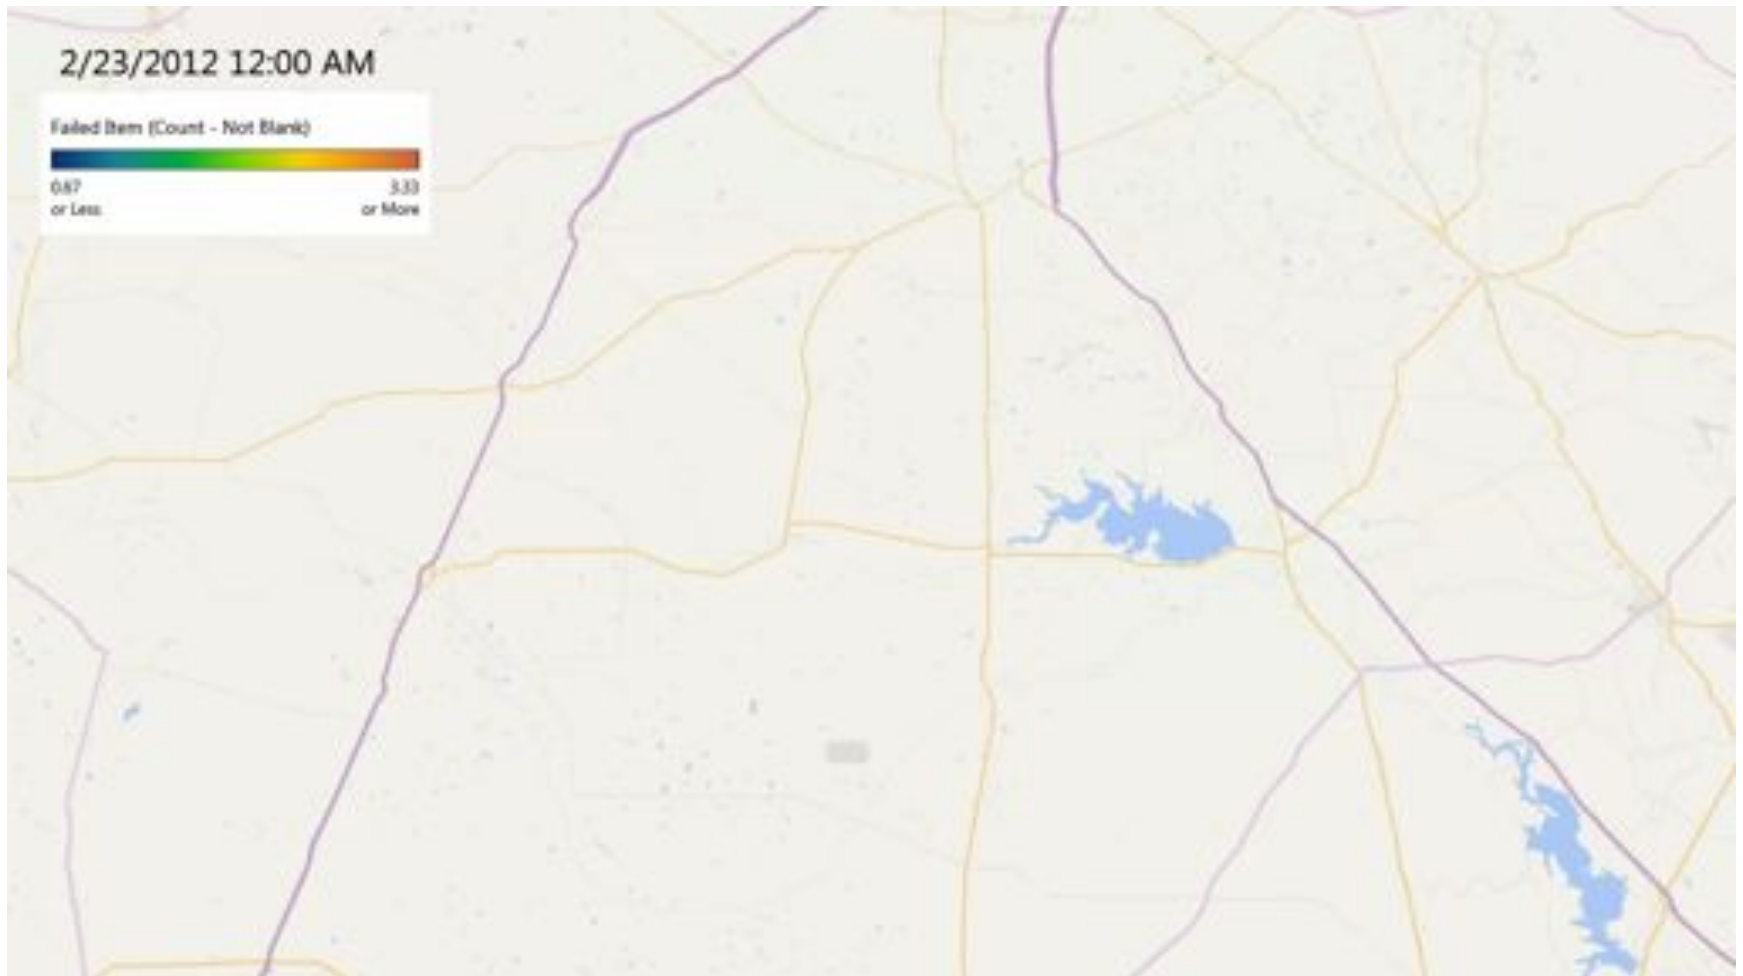 2/23/2012 12:00 AM
Failed Item (Count - Not Blank)
0.67 3.33
or Less or More